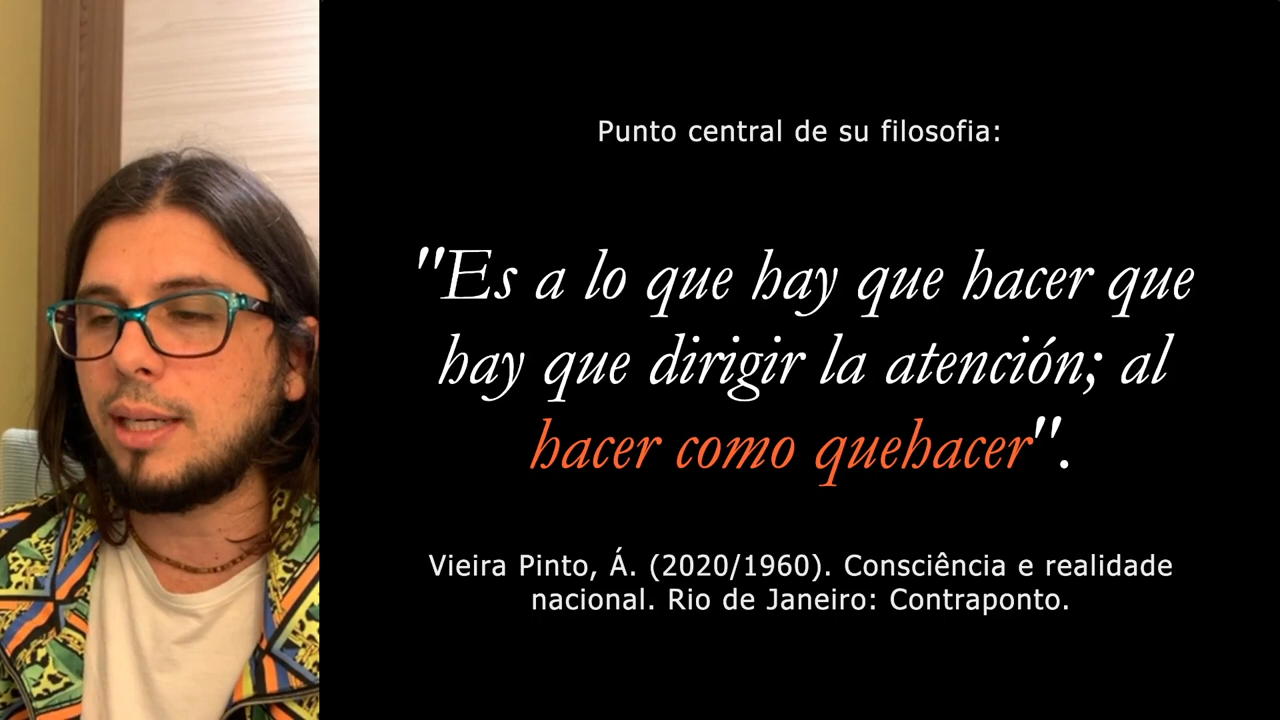 Punto central de su filosofia:
"Es a lo que hay que hacer que
hay que dirigir la atención; al
hacer como quehacer".
Vieira Pinto, Á. (2020/1960). Consciência e realidade
nacional. Rio de Janeiro: Contraponto.